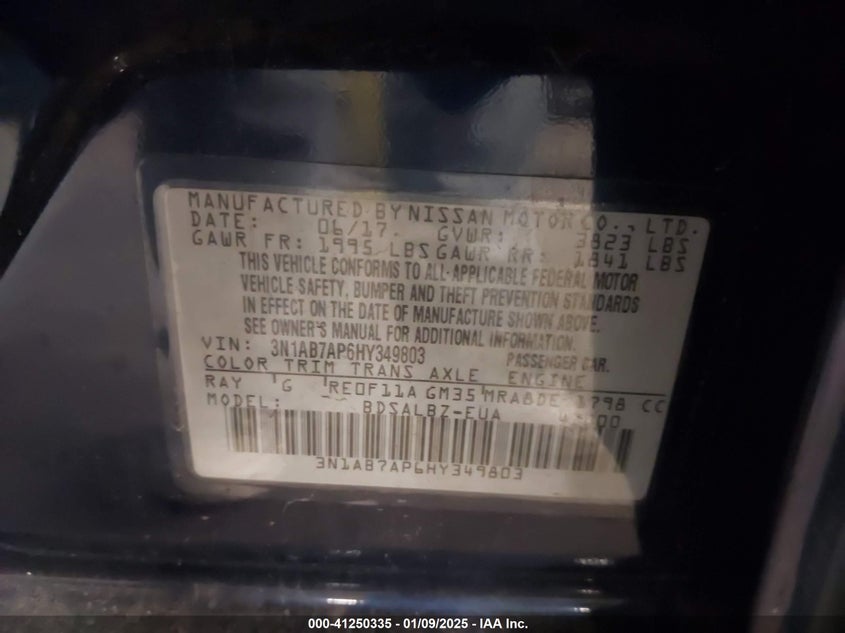 MANUFACTURED BY NISSAN MOTOR CO., LTD.
DATE: 06/17 GVWR: 3823 LBS
GAWR FR: 1995 LBS GAWR RR: 1841 LBS
THIS VEHICLE CONFORMS TO ALL APPLICABLE FEDERAL MOTOR
VEHICLE SAFETY, BUMPER AND THEFT PREVENTION STANDARDS
IN EFFECT ON THE DATE OF MANUFACTURE SHOWN ABOVE.
SEE OWNER'S MANUAL FOR ADDITIONAL INFORMATION.
VIN: 3N1AB7AP6HY349803 PASSENGER CAR.
COLOR TRIM TRANS AXLE ENGINE
RAY G RE0F11A GM35 MRA8DE 1798 CC
MODEL: BDSALBZ-EUA
3N1AB7AP6HY349803
000-41250335 - 01/09/2025 - IAA Inc.